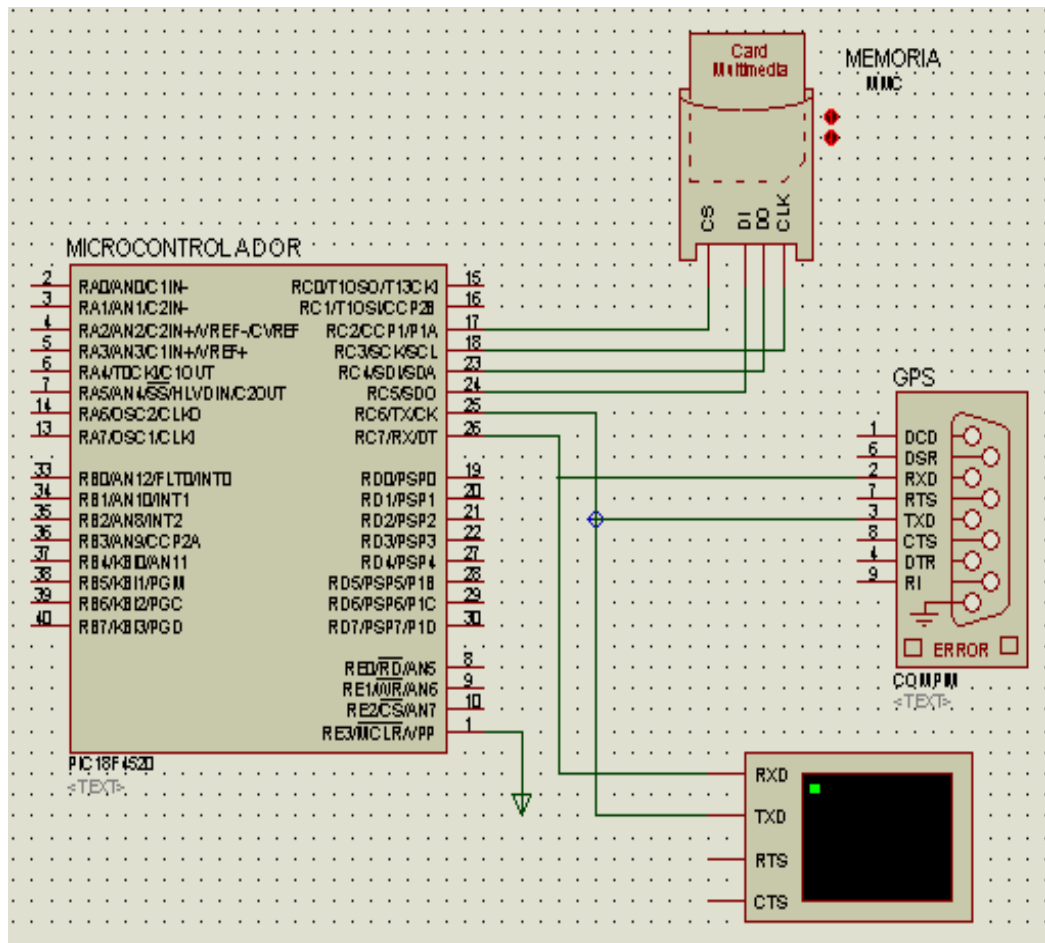 Card
Multimedia
MEMORIA
MMC
CS
DI
DO
CLK
MICROCONTROLADOR
2 RA0/AN0/C1IN-
3 RA1/AN1/C2IN-
4 RA2/AN2/C2IN+/VREF-/CVREF
5 RA3/AN3/C1IN+/VREF+
6 RA4/T0CKI/C1OUT
7 RA5/AN4/SS/HLVDIN/C2OUT
14 RA6/OSC2/CLKO
13 RA7/OSC1/CLKI
33 RB0/AN12/FLT0/INT0
34 RB1/AN10/INT1
35 RB2/AN8/INT2
36 RB3/AN9/CCP2A
37 RB4/KBI0/AN11
38 RB5/KBI1/PGM
39 RB6/KBI2/PGC
40 RB7/KBI3/PGD
RC0/T1OSO/T13CKI 15
RC1/T1OSI/CCP2B 16
RC2/CCP1/P1A 17
RC3/SCK/SCL 18
RC4/SDI/SDA 23
RC5/SDO 24
RC6/TX/CK 25
RC7/RX/DT 26
RD0/PSP0 19
RD1/PSP1 20
RD2/PSP2 21
RD3/PSP3 22
RD4/PSP4 27
RD5/PSP5/P1B 28
RD6/PSP6/P1C 29
RD7/PSP7/P1D 30
RE0/RD/AN5 8
RE1/WR/AN6 9
RE2/CS/AN7 10
RE3/MCLR/VPP 1
PIC18F4520
<TEXT>
GPS
1 DCD
6 DSR
2 RXD
7 RTS
3 TXD
8 CTS
4 DTR
9 RI
ERROR
COMPIM
<TEXT>
RXD
TXD
RTS
CTS